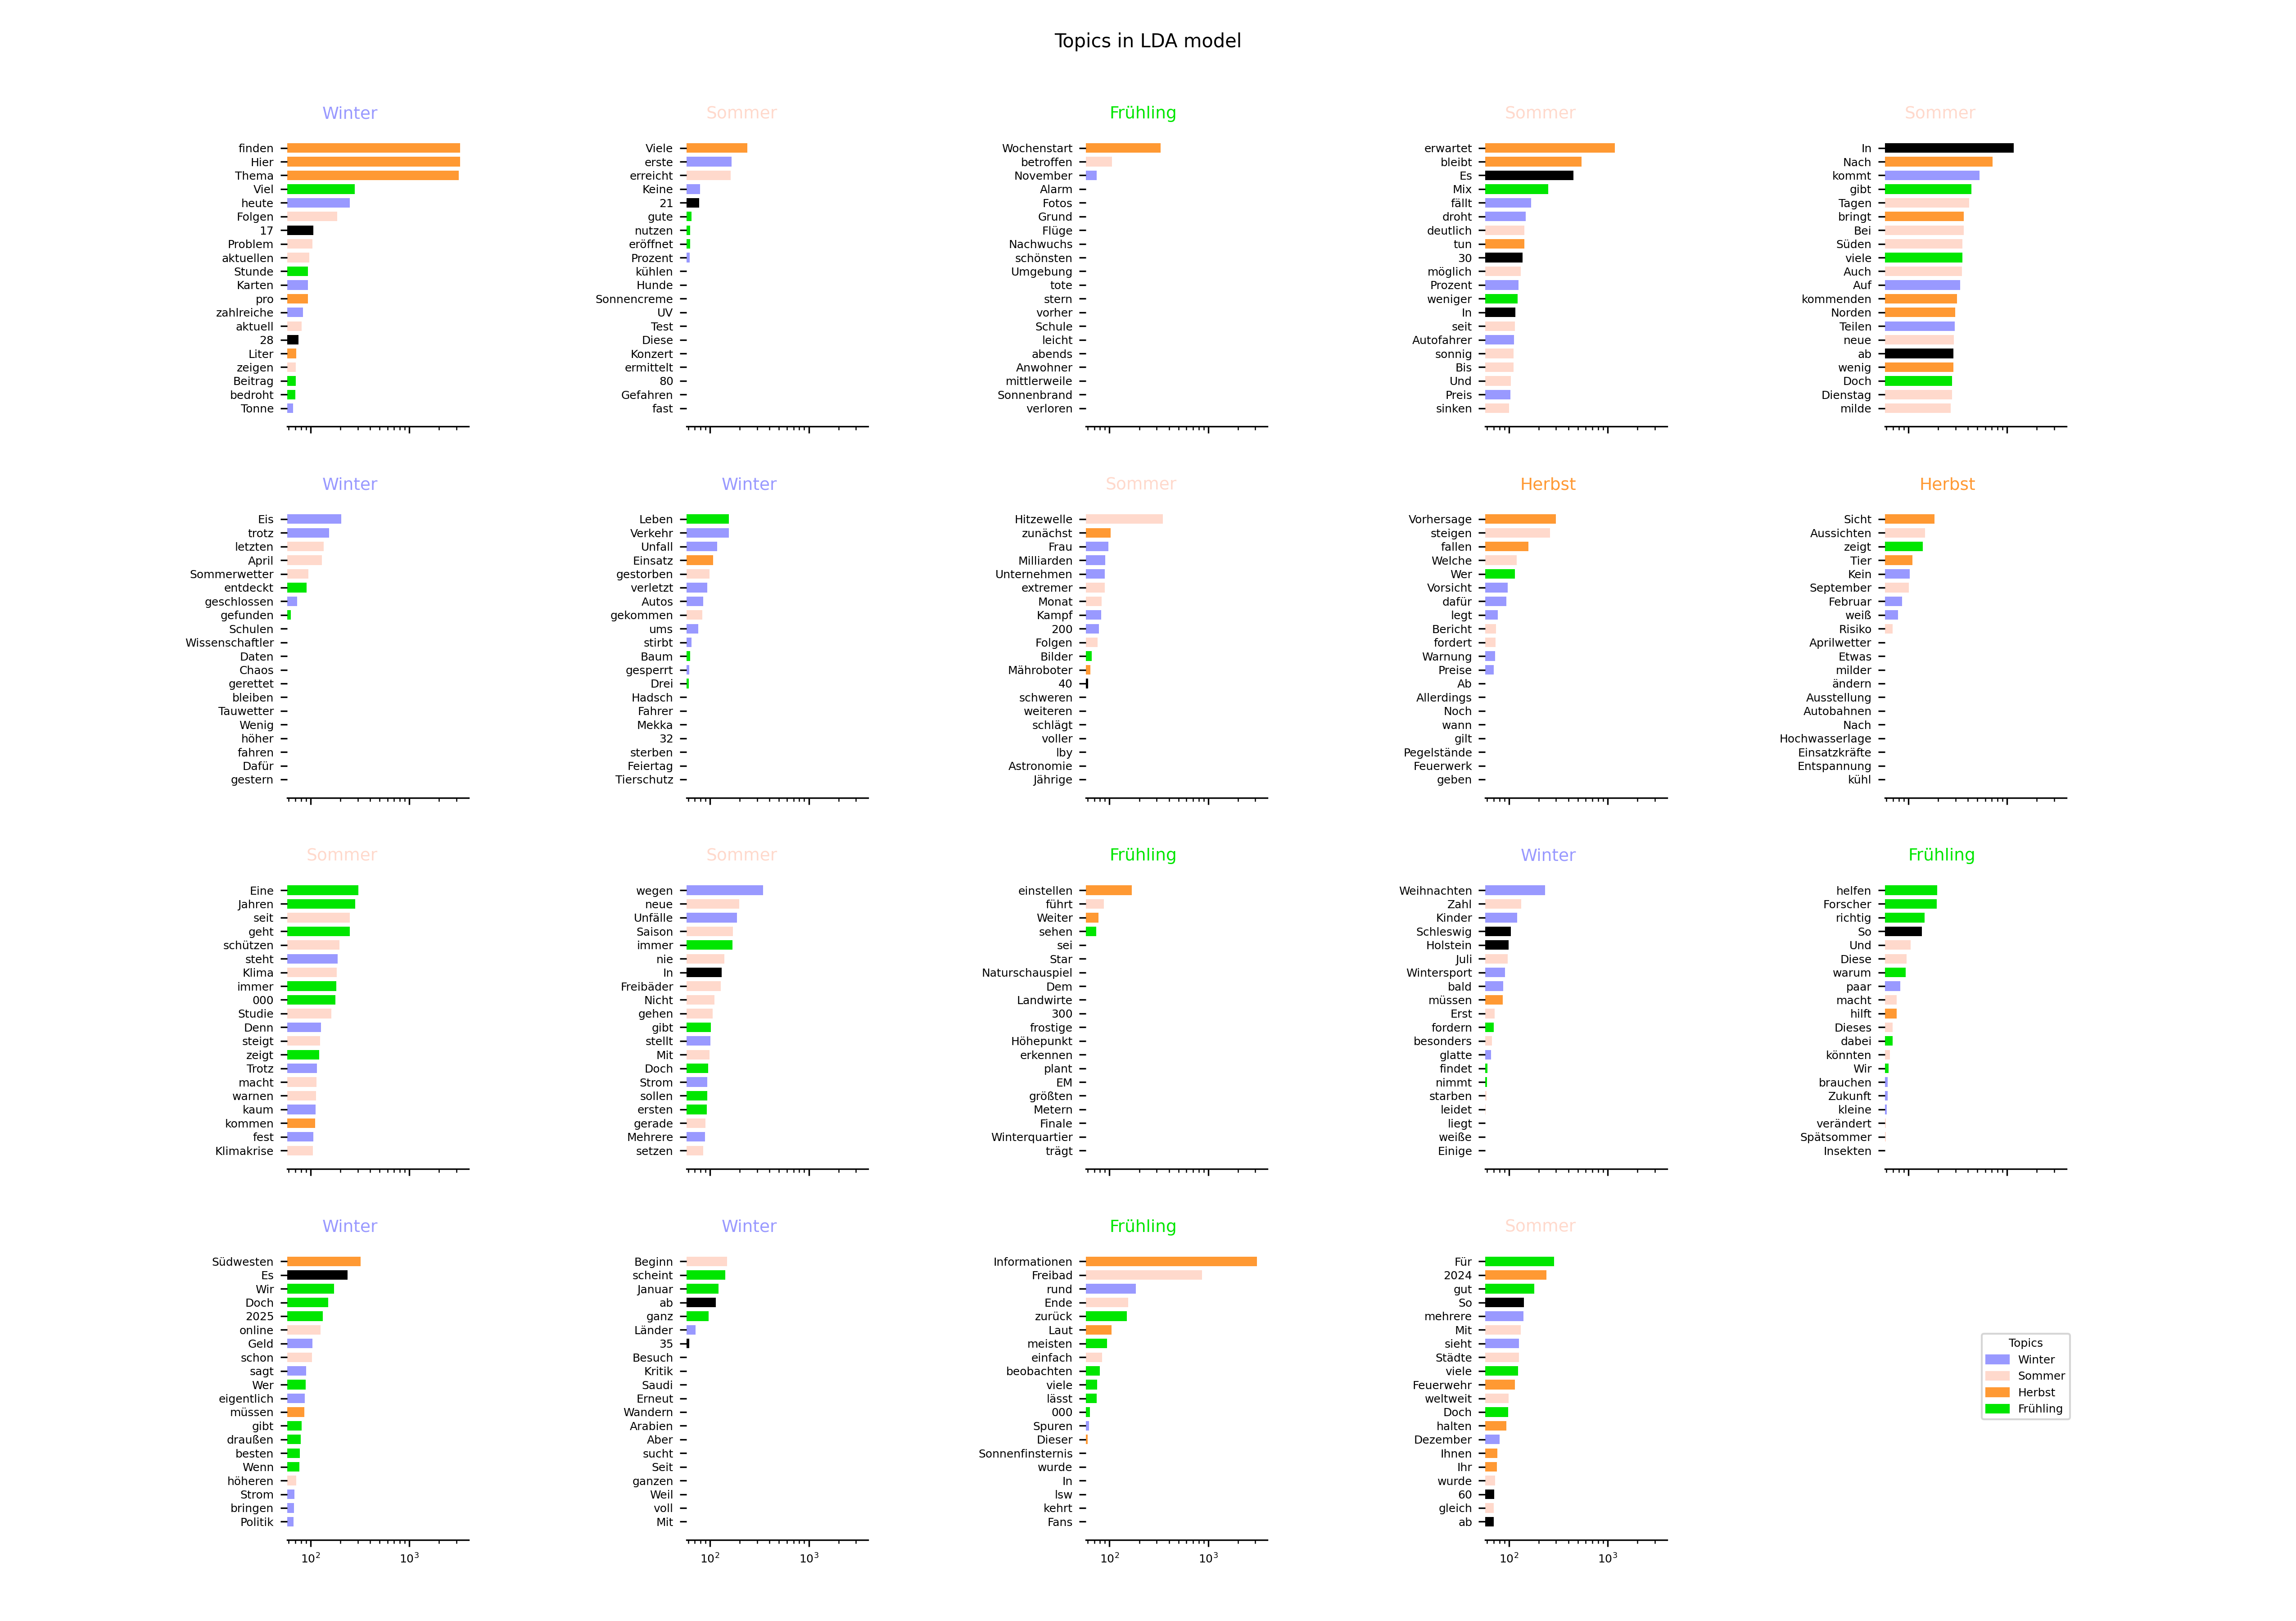 Topics in LDA model
Winter
finden
Hier
Thema
Viel
heute
Folgen
17
Problem
aktuellen
Stunde
Karten
pro
zahlreiche
aktuell
28
Liter
zeigen
Beitrag
bedroht
Tonne
Sommer
Viele
erste
erreicht
Keine
21
gute
nutzen
eröffnet
Prozent
kühlen
Hunde
Sonnencreme
UV
Test
Diese
Konzert
ermittelt
80
Gefahren
fast
Frühling
Wochenstart
betroffen
November
Alarm
Fotos
Grund
Flüge
Nachwuchs
schönsten
Umgebung
tote
stern
vorher
Schule
leicht
abends
Anwohner
mittlerweile
Sonnenbrand
verloren
Sommer
erwartet
bleibt
Es
Mix
fällt
droht
deutlich
tun
30
möglich
Prozent
weniger
In
seit
Autofahrer
sonnig
Bis
Und
Preis
sinken
Sommer
In
Nach
kommt
gibt
Tagen
bringt
Bei
Süden
viele
Auch
Auf
kommenden
Norden
Teilen
neue
ab
wenig
Doch
Dienstag
milde
Winter
Eis
trotz
letzten
April
Sommerwetter
entdeckt
geschlossen
gefunden
Schulen
Wissenschaftler
Daten
Chaos
gerettet
bleiben
Tauwetter
Wenig
höher
fahren
Dafür
gestern
Winter
Leben
Verkehr
Unfall
Einsatz
gestorben
verletzt
Autos
gekommen
ums
stirbt
Baum
gesperrt
Drei
Hadsch
Fahrer
Mekka
32
sterben
Feiertag
Tierschutz
Sommer
Hitzewelle
zunächst
Frau
Milliarden
Unternehmen
extremer
Monat
Kampf
200
Folgen
Bilder
Mähroboter
40
schweren
weiteren
schlägt
voller
lby
Astronomie
Jährige
Herbst
Vorhersage
steigen
fallen
Welche
Wer
Vorsicht
dafür
legt
Bericht
fordert
Warnung
Preise
Ab
Allerdings
Noch
wann
gilt
Pegelstände
Feuerwerk
geben
Herbst
Sicht
Aussichten
zeigt
Tier
Kein
September
Februar
weiß
Risiko
Aprilwetter
Etwas
milder
ändern
Ausstellung
Autobahnen
Nach
Hochwasserlage
Einsatzkräfte
Entspannung
kühl
Sommer
Eine
Jahren
seit
geht
schützen
steht
Klima
immer
000
Studie
Denn
steigt
zeigt
Trotz
macht
warnen
kaum
kommen
fest
Klimakrise
Sommer
wegen
neue
Unfälle
Saison
immer
nie
In
Freibäder
Nicht
gehen
gibt
stellt
Mit
Doch
Strom
sollen
ersten
gerade
Mehrere
setzen
Frühling
einstellen
führt
Weiter
sehen
sei
Star
Naturschauspiel
Dem
Landwirte
300
frostige
Höhepunkt
erkennen
plant
EM
größten
Metern
Finale
Winterquartier
trägt
Winter
Weihnachten
Zahl
Kinder
Schleswig
Holstein
Juli
Wintersport
bald
müssen
Erst
fordern
besonders
glatte
findet
nimmt
starben
leidet
liegt
weiße
Einige
Frühling
helfen
Forscher
richtig
So
Und
Diese
warum
paar
macht
hilft
Dieses
dabei
könnten
Wir
brauchen
Zukunft
kleine
verändert
Spätsommer
Insekten
Winter
Südwesten
Es
Wir
Doch
2025
online
Geld
schon
sagt
Wer
eigentlich
müssen
gibt
draußen
besten
Wenn
höheren
Strom
bringen
Politik
10²
10³
Winter
Beginn
scheint
Januar
ab
ganz
Länder
35
Besuch
Kritik
Saudi
Erneut
Wandern
Arabien
Aber
sucht
Seit
ganzen
Weil
voll
Mit
10²
10³
Frühling
Informationen
Freibad
rund
Ende
zurück
Laut
meisten
einfach
beobachten
viele
lässt
000
Spuren
Dieser
Sonnenfinsternis
wurde
In
lsw
kehrt
Fans
10²
10³
Sommer
Für
2024
gut
So
mehrere
Mit
sieht
Städte
viele
Feuerwehr
weltweit
Doch
halten
Dezember
Ihnen
Ihr
wurde
60
gleich
ab
10²
10³
Topics
Winter
Sommer
Herbst
Frühling